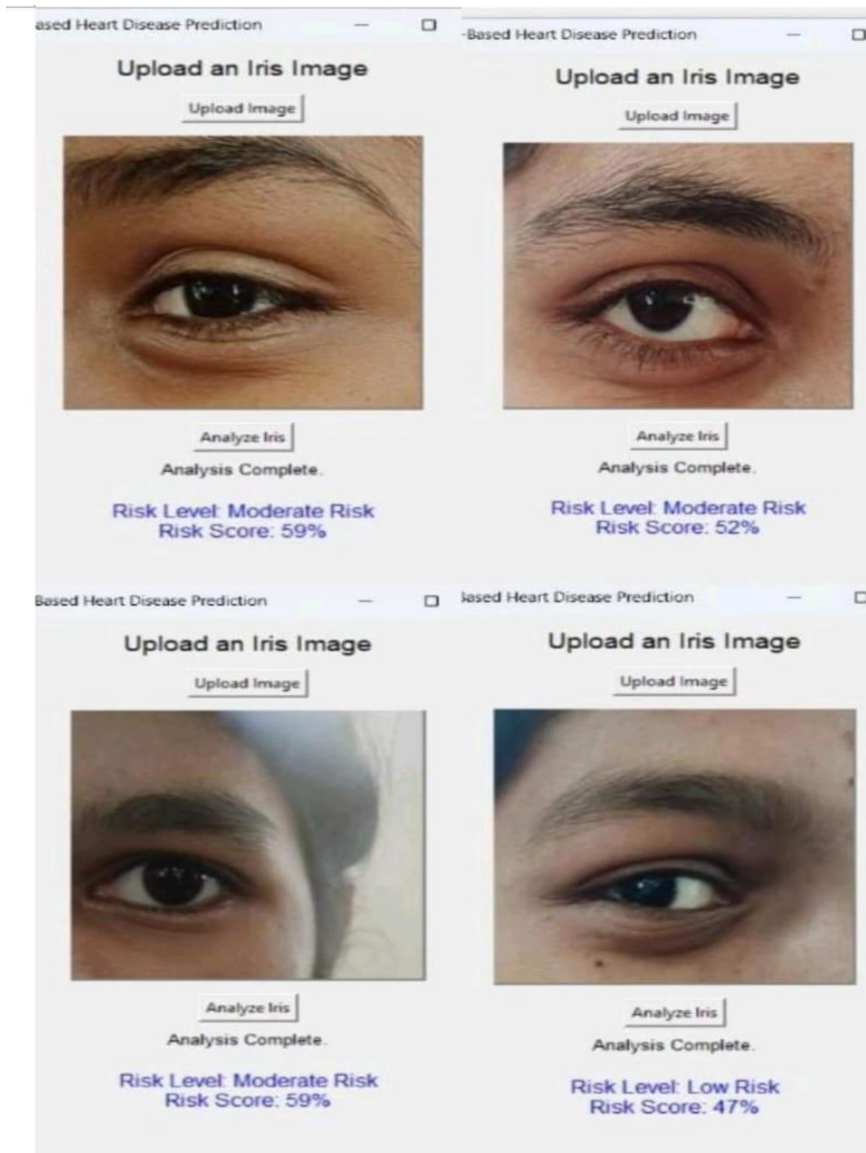 ased Heart Disease Prediction
Upload an Iris Image
Upload Image
Analyze Iris
Analysis Complete.
Risk Level: Moderate Risk
Risk Score: 59%
-Based Heart Disease Prediction
Upload an Iris Image
Upload Image
Analyze Iris
Analysis Complete.
Risk Level: Moderate Risk
Risk Score: 52%
Based Heart Disease Prediction
Upload an Iris Image
Upload Image
Analyze Iris
Analysis Complete.
Risk Level: Moderate Risk
Risk Score: 59%
ased Heart Disease Prediction
Upload an Iris Image
Upload Image
Analyze Iris
Analysis Complete.
Risk Level: Low Risk
Risk Score: 47%